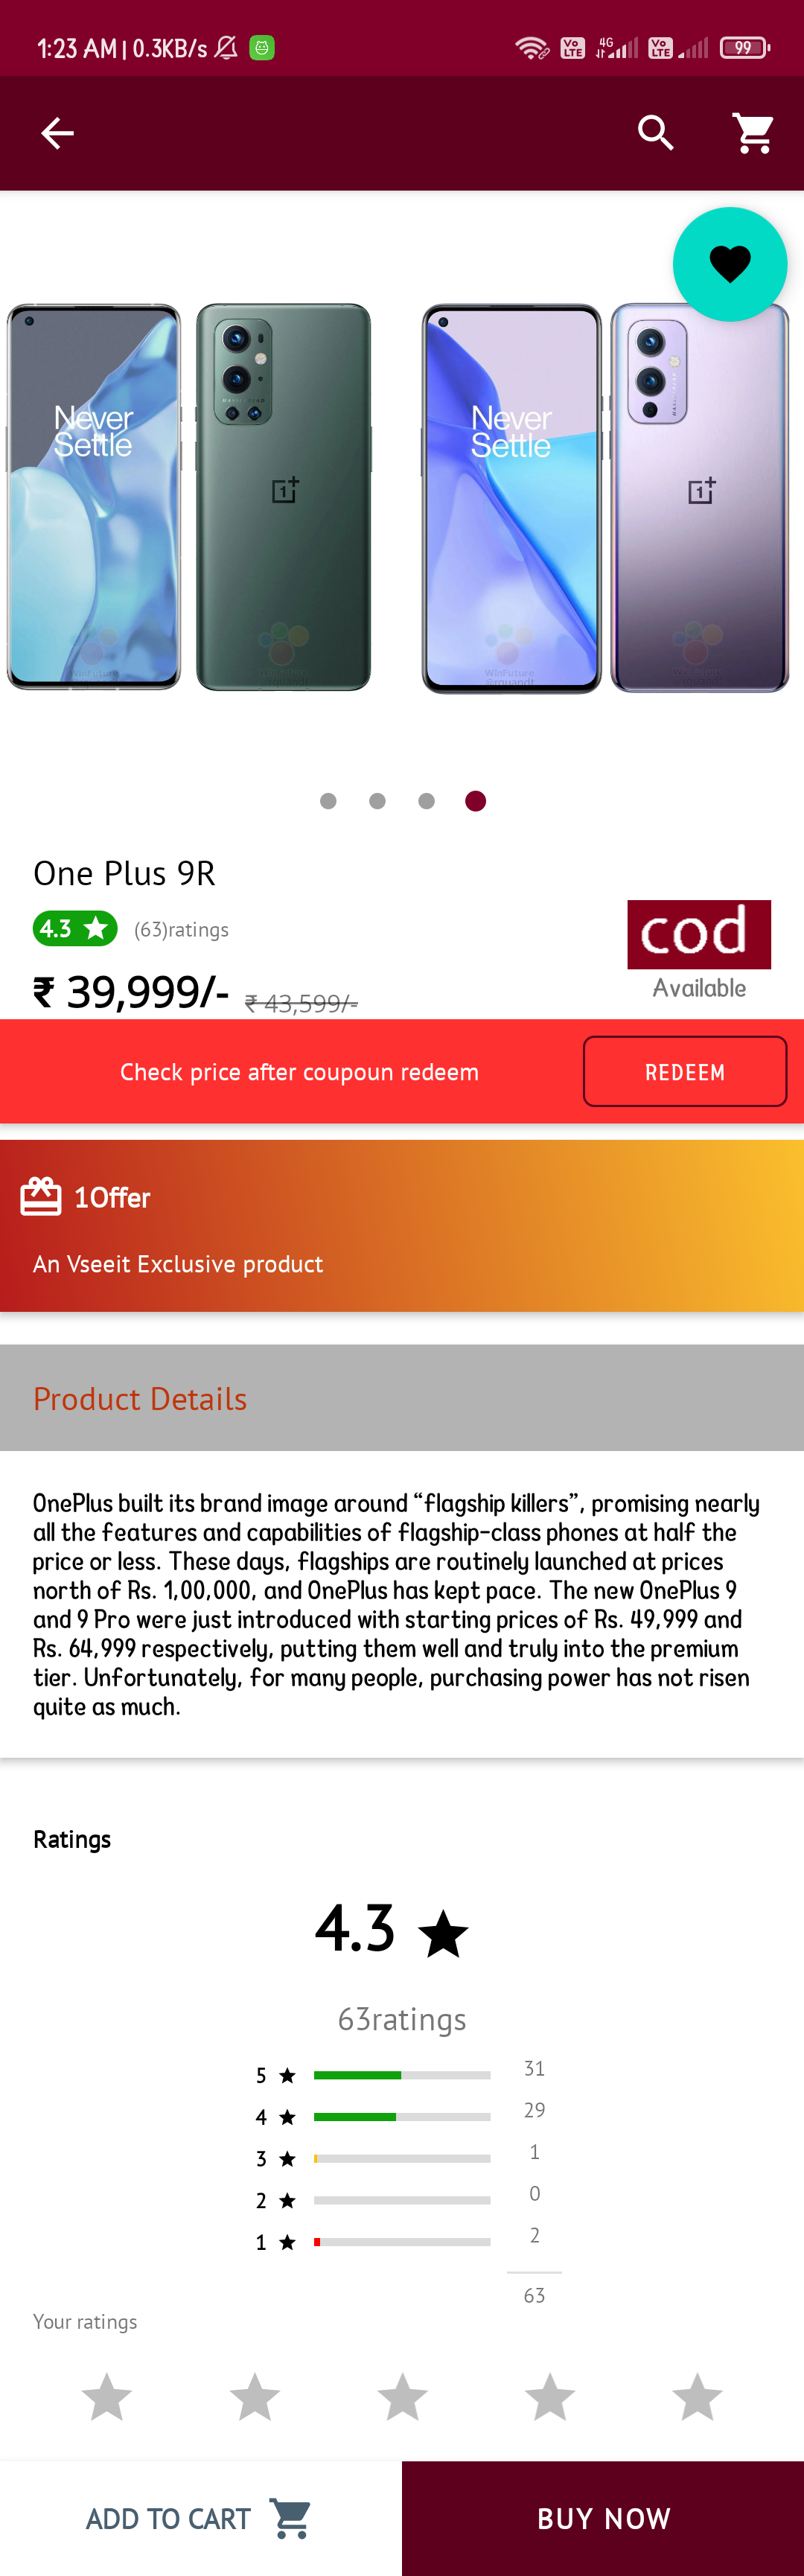 1:23 AM | 0.3KB/s
Vo LTE 4G Vo LTE 99
Never
Settle
Never
Settle
WinFuture
@rquandt
One Plus 9R
4.3 (63)ratings
cod
Available
₹ 39,999/- ₹ 43,599/-
Check price after coupoun redeem REDEEM
1Offer
An Vseeit Exclusive product
Product Details
OnePlus built its brand image around “flagship killers”, promising nearly
all the features and capabilities of flagship-class phones at half the
price or less. These days, flagships are routinely launched at prices
north of Rs. 1,00,000, and OnePlus has kept pace. The new OnePlus 9
and 9 Pro were just introduced with starting prices of Rs. 49,999 and
Rs. 64,999 respectively, putting them well and truly into the premium
tier. Unfortunately, for many people, purchasing power has not risen
quite as much.
Ratings
4.3
63ratings
5 31
4 29
3 1
2 0
1 2
63
Your ratings
ADD TO CART BUY NOW